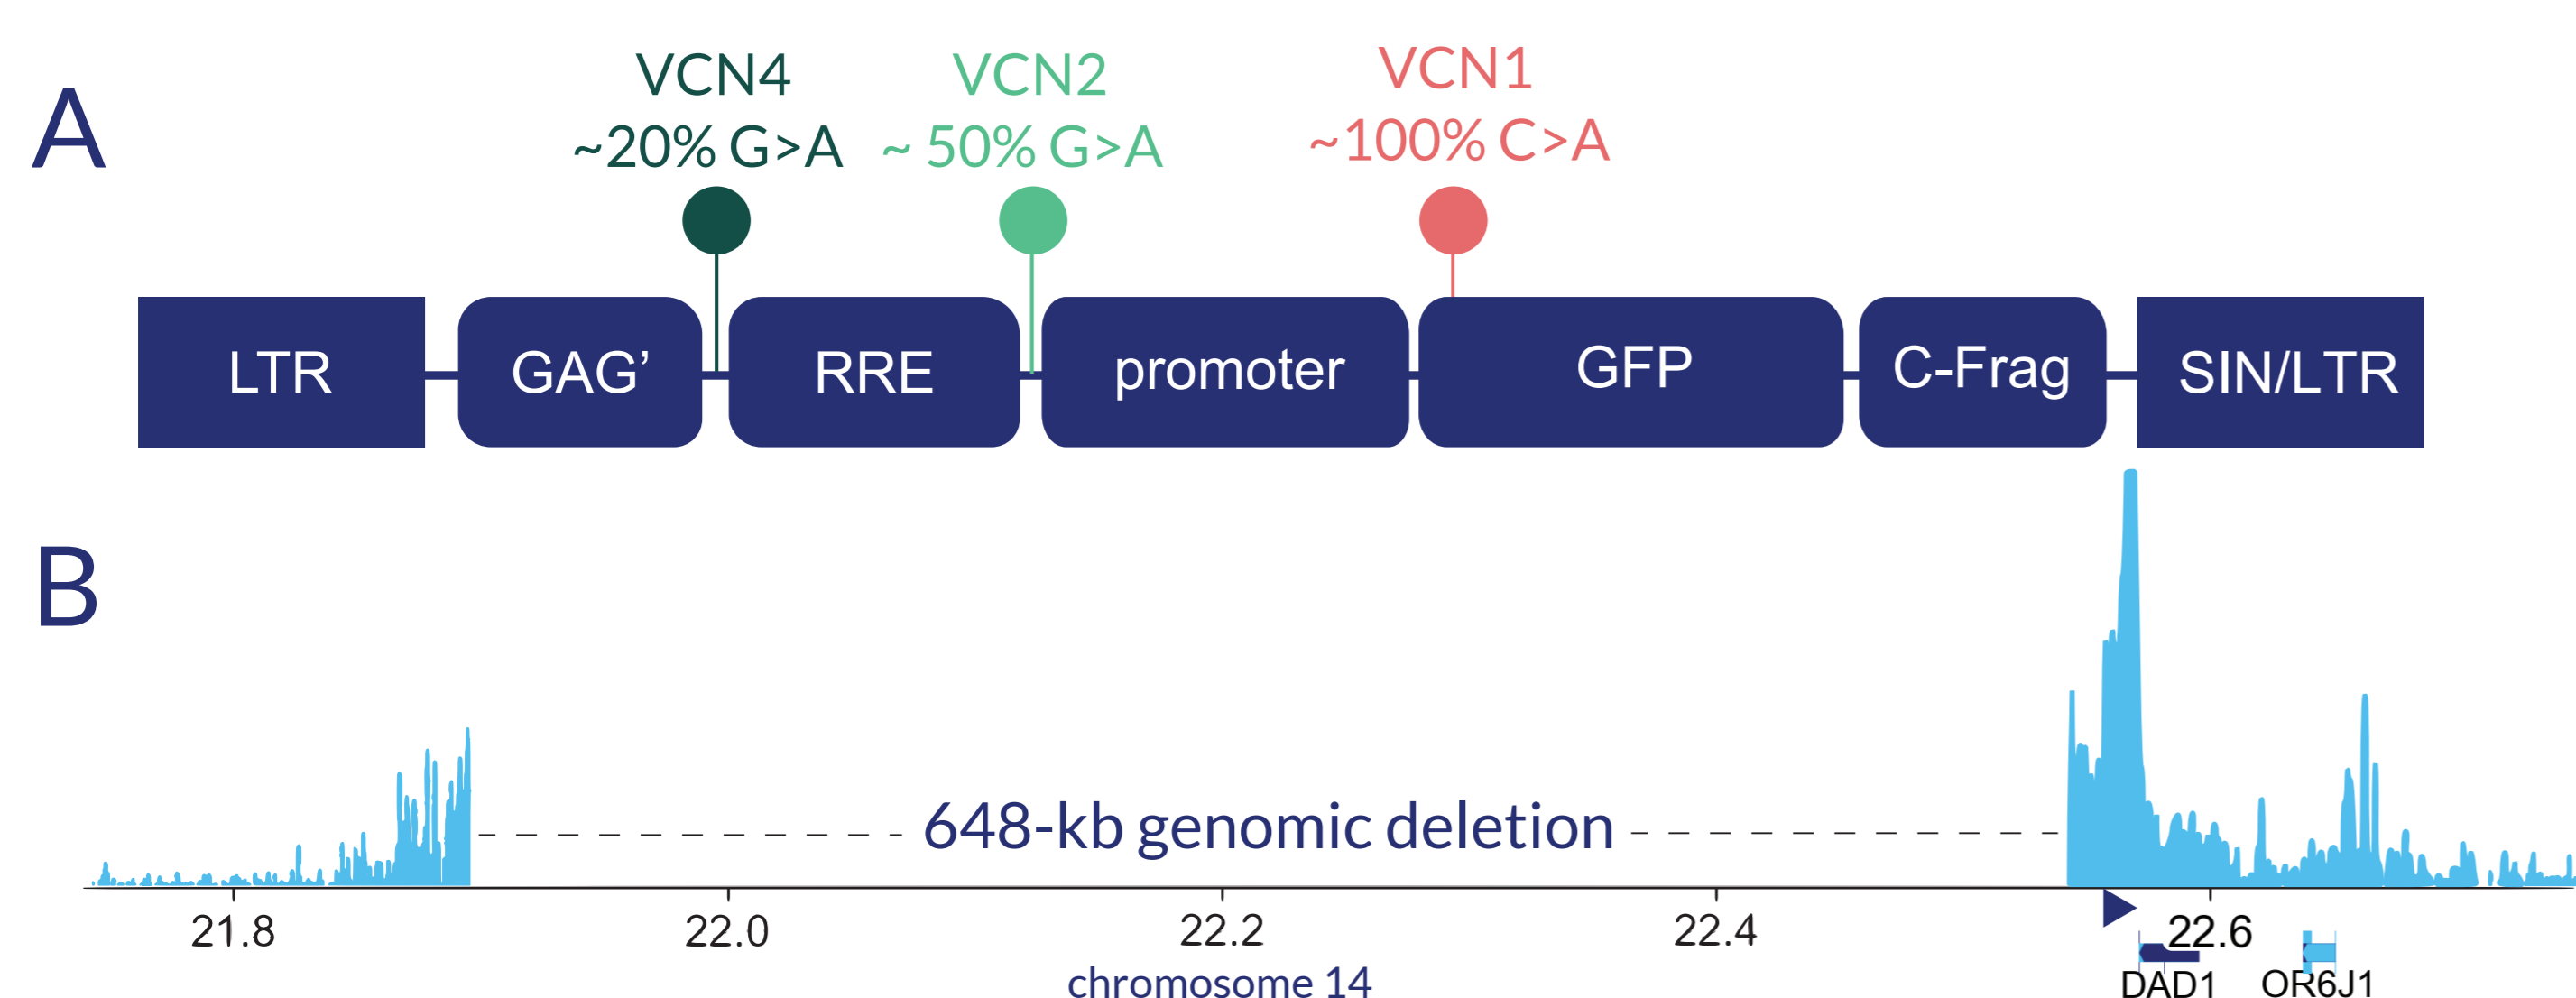 A
VCN4
~20% G>A
VCN2
~ 50% G>A
VCN1
~100% C>A
LTR
GAG’
RRE
promoter
GFP
C-Frag
SIN/LTR
B
648-kb genomic deletion
21.8
22.0
22.2
22.4
22.6
DAD1
OR6J1
chromosome 14